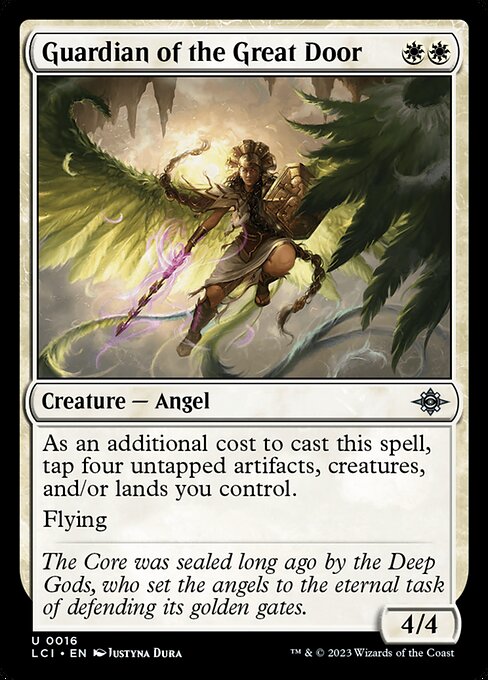 Guardian of the Great Door
Creature — Angel
As an additional cost to cast this spell,
tap four untapped artifacts, creatures,
and/or lands you control.
Flying
The Core was sealed long ago by the Deep
Gods, who set the angels to the eternal task
of defending its golden gates.
4/4
U 0016
LCI • EN Justyna Dura
™ & © 2023 Wizards of the Coast